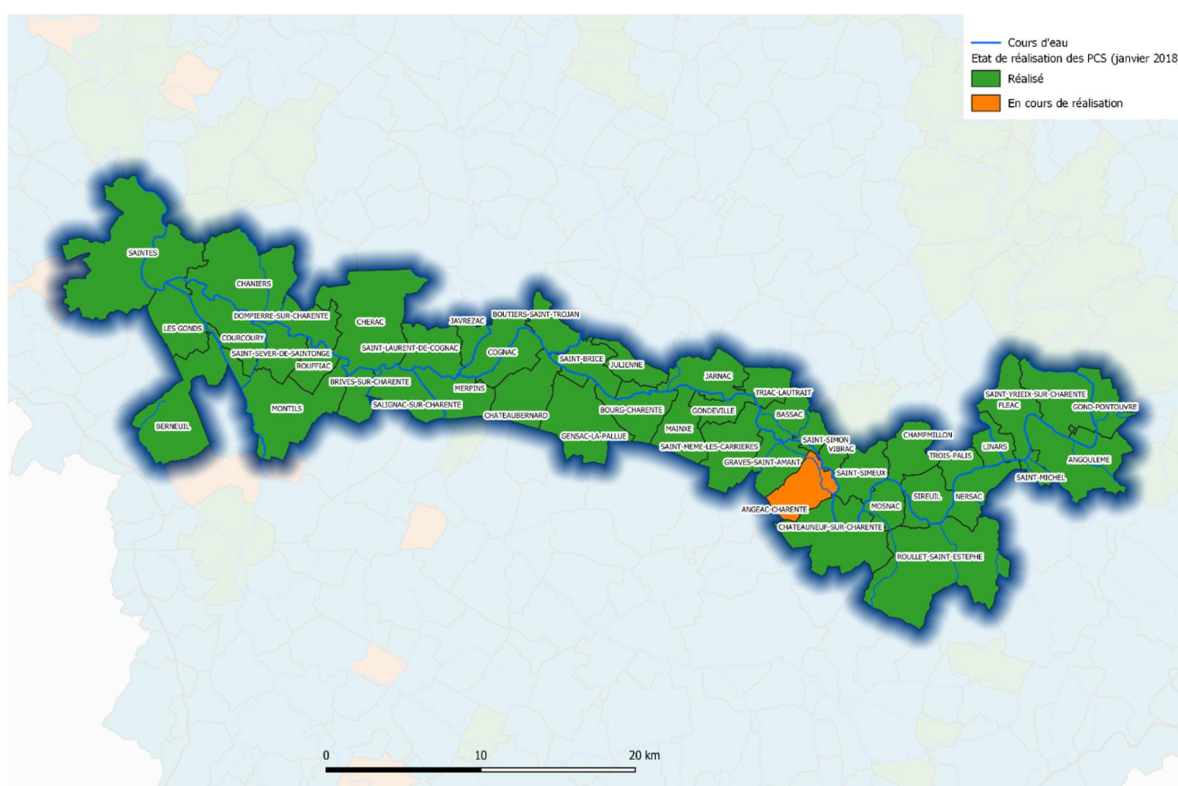 Cours d'eau
Etat de réalisation des PCS (janvier 2018
Réalisé
En cours de réalisation
SAINTES
CHANIERS
DOMPIERRE-SUR-CHARENTE
LES GONDS
COURCOURY
SAINT-SEVER-DE-SAINTONGE
ROUFFIAC
BERNEUIL
MONTILS
CHERAC
JAVREZAC
BOUTIERS-SAINT-TROJAN
SAINT-LAURENT-DE-COGNAC
COGNAC
BRIVES-SUR-CHARENTE
MERPINS
SALIGNAC-SUR-CHARENTE
CHATEAUBERNARD
SAINT-BRICE
JULIENNE
BOURG-CHARENTE
GENSAC-LA-PALLUE
JARNAC
TRIAC-LAUTRAIT
GONDEVILLE
BASSAC
MAINXE
SAINT-MEME-LES-CARRIERES
SAINT-SIMON
VIBRAC
GRAVES-SAINT-AMANT
SAINT-SIMEUX
ANGEAC-CHARENTE
CHATEAUNEUF-SUR-CHARENTE
MOSNAC
CHAMPMILLON
TROIS-PALIS
SIREUIL
NERSAC
ROULLET-SAINT-ESTEPHE
SAINT-YRIEIX-SUR-CHARENTE
FLEAC
GOND-PONTOUVRE
LINARS
ANGOULEME
SAINT-MICHEL
0 10 20 km